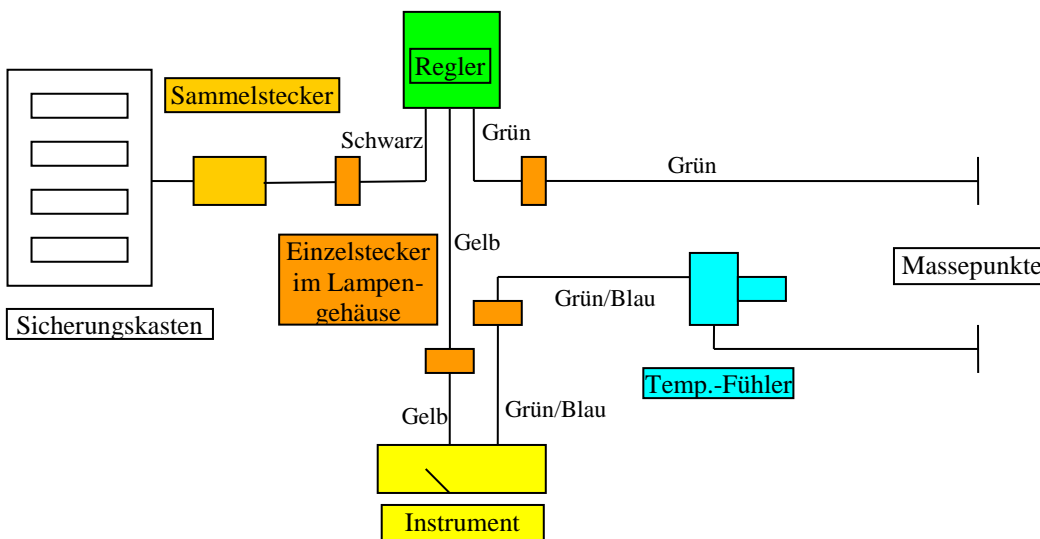 Regler
Sammelstecker
Schwarz
Grün
Grün
Gelb
Einzelstecker
im Lampen-
gehäuse
Massepunkte
Grün/Blau
Sicherungskasten
Temp.-Fühler
Gelb
Grün/Blau
Instrument